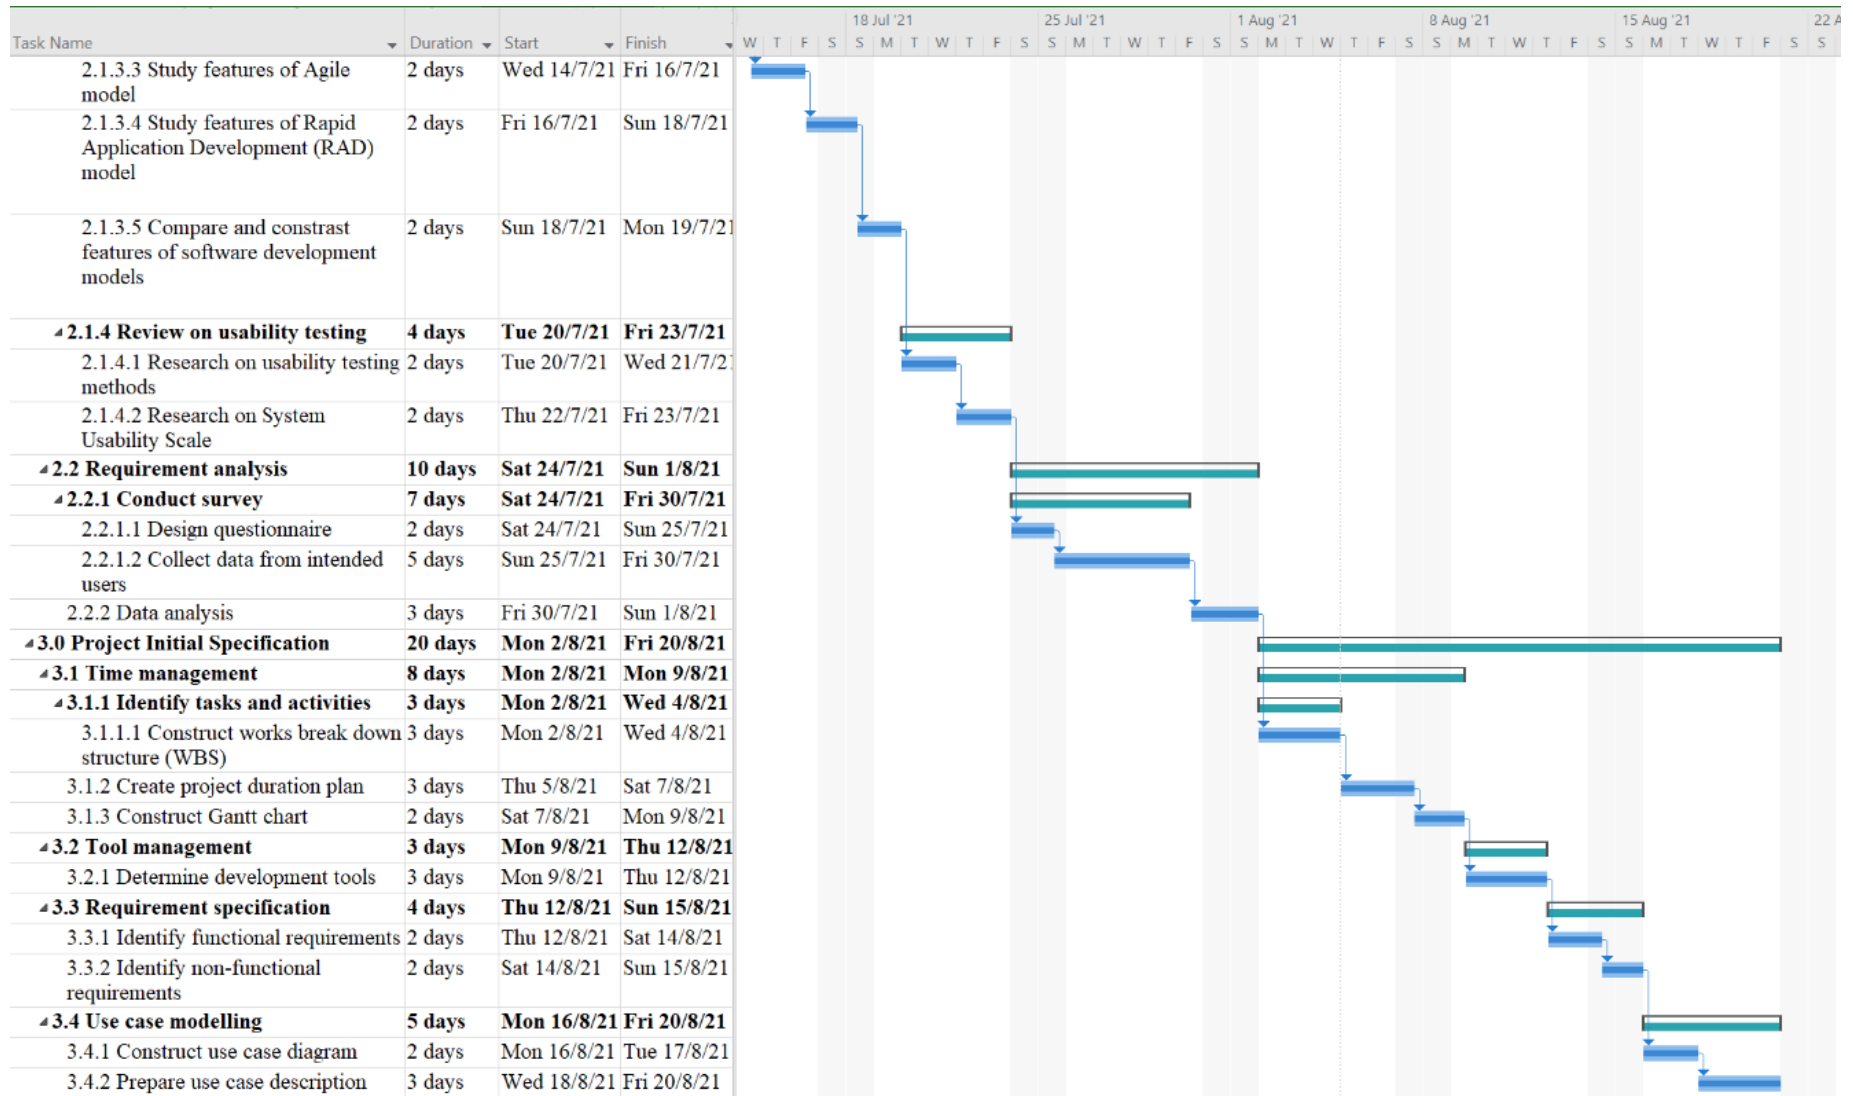 18 Jul '21 25 Jul '21 1 Aug '21 8 Aug '21 15 Aug '21 22 A
Task Name Duration Start Finish W T F S S M T W T F S S M T W T F S S M T W T F S S M T W T F S S M T W T F S S
2.1.3.3 Study features of Agile 2 days Wed 14/7/21 Fri 16/7/21
model
2.1.3.4 Study features of Rapid 2 days Fri 16/7/21 Sun 18/7/21
Application Development (RAD)
model
2.1.3.5 Compare and constrast 2 days Sun 18/7/21 Mon 19/7/21
features of software development
models
2.1.4 Review on usability testing 4 days Tue 20/7/21 Fri 23/7/21
2.1.4.1 Research on usability testing 2 days Tue 20/7/21 Wed 21/7/21
methods
2.1.4.2 Research on System 2 days Thu 22/7/21 Fri 23/7/21
Usability Scale
2.2 Requirement analysis 10 days Sat 24/7/21 Sun 1/8/21
2.2.1 Conduct survey 7 days Sat 24/7/21 Fri 30/7/21
2.2.1.1 Design questionnaire 2 days Sat 24/7/21 Sun 25/7/21
2.2.1.2 Collect data from intended 5 days Sun 25/7/21 Fri 30/7/21
users
2.2.2 Data analysis 3 days Fri 30/7/21 Sun 1/8/21
3.0 Project Initial Specification 20 days Mon 2/8/21 Fri 20/8/21
3.1 Time management 8 days Mon 2/8/21 Mon 9/8/21
3.1.1 Identify tasks and activities 3 days Mon 2/8/21 Wed 4/8/21
3.1.1.1 Construct works break down 3 days Mon 2/8/21 Wed 4/8/21
structure (WBS)
3.1.2 Create project duration plan 3 days Thu 5/8/21 Sat 7/8/21
3.1.3 Construct Gantt chart 2 days Sat 7/8/21 Mon 9/8/21
3.2 Tool management 3 days Mon 9/8/21 Thu 12/8/21
3.2.1 Determine development tools 3 days Mon 9/8/21 Thu 12/8/21
3.3 Requirement specification 4 days Thu 12/8/21 Sun 15/8/21
3.3.1 Identify functional requirements 2 days Thu 12/8/21 Sat 14/8/21
3.3.2 Identify non-functional 2 days Sat 14/8/21 Sun 15/8/21
requirements
3.4 Use case modelling 5 days Mon 16/8/21 Fri 20/8/21
3.4.1 Construct use case diagram 2 days Mon 16/8/21 Tue 17/8/21
3.4.2 Prepare use case description 3 days Wed 18/8/21 Fri 20/8/21